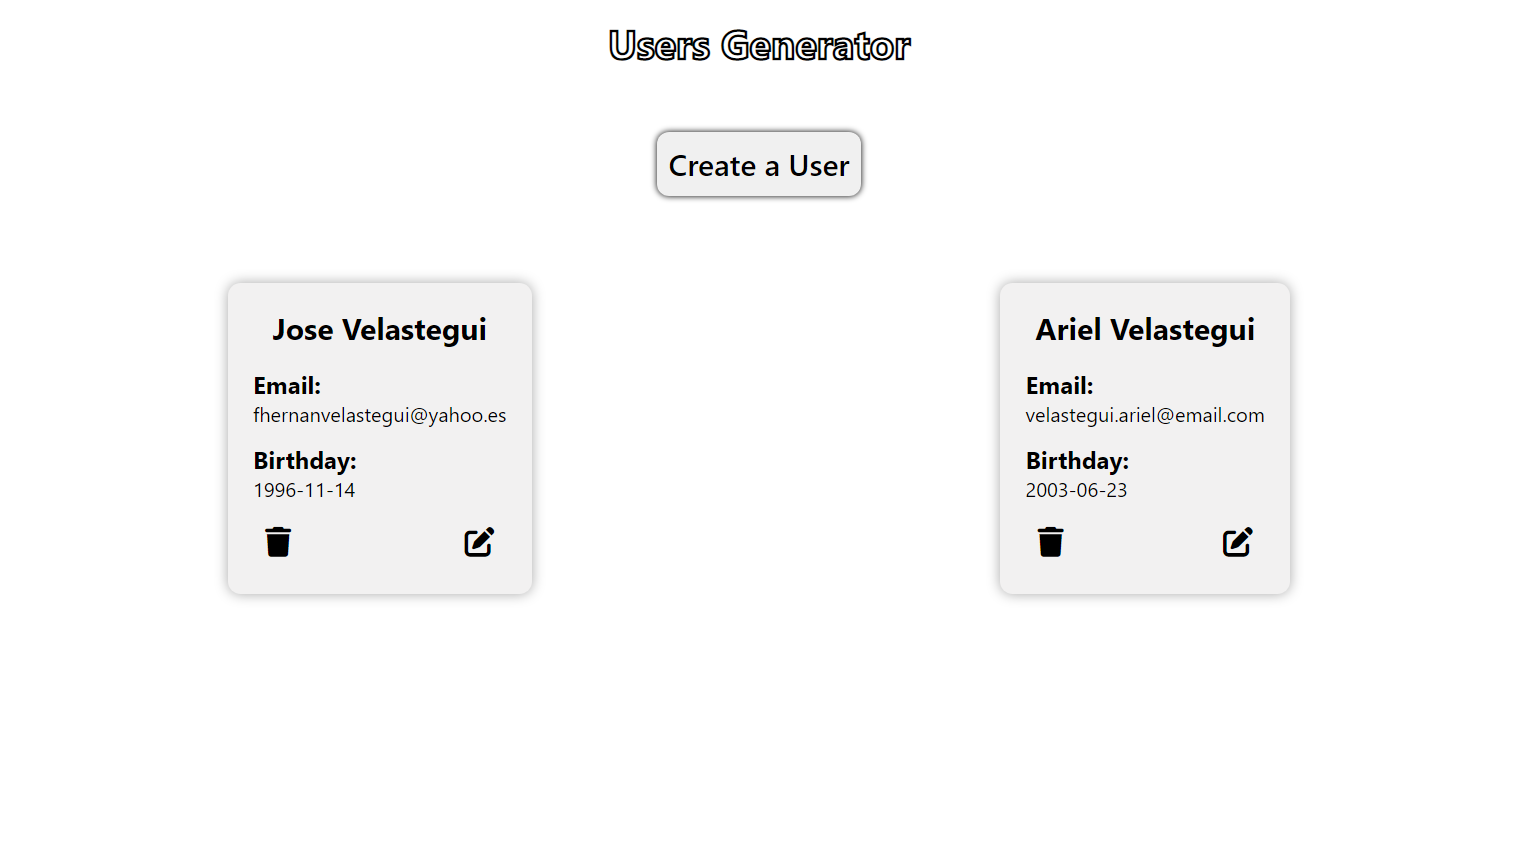 Users Generator
Create a User
Jose Velastegui
Email:
fhernanvelastegui@yahoo.es
Birthday:
1996-11-14
Ariel Velastegui
Email:
velastegui.ariel@email.com
Birthday:
2003-06-23